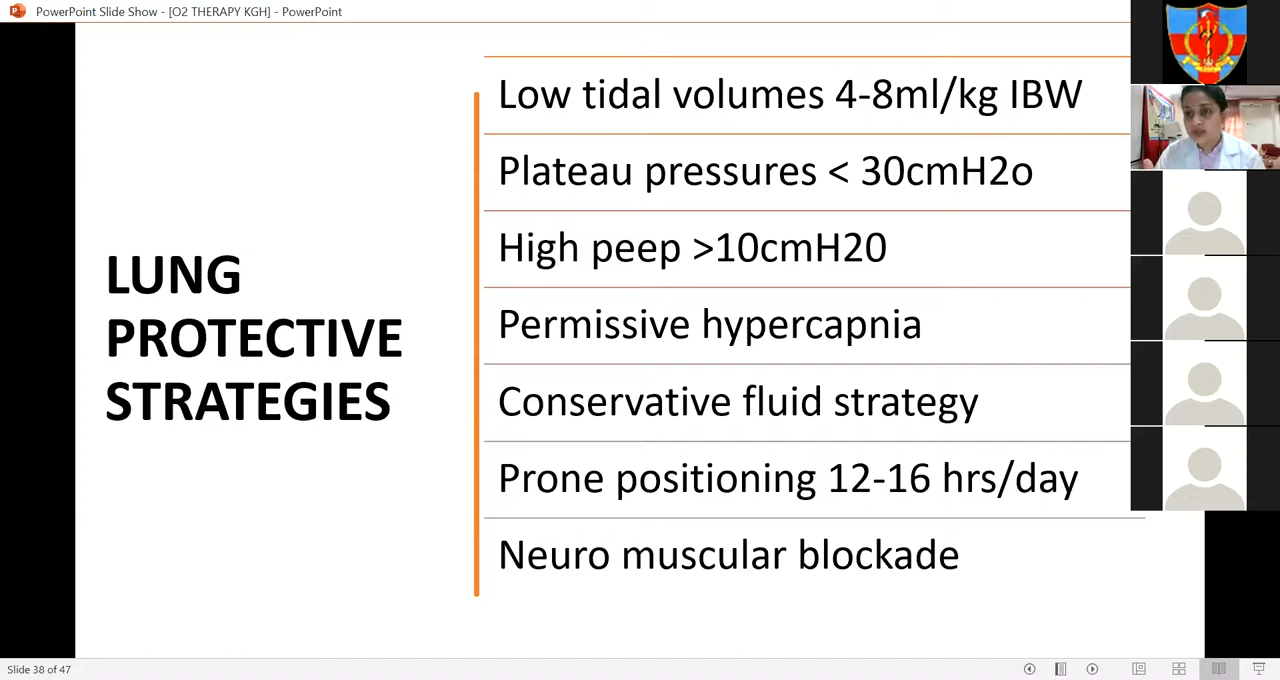 PowerPoint Slide Show - [O2 THERAPY KGH] - PowerPoint
LUNG
PROTECTIVE
STRATEGIES
Low tidal volumes 4-8ml/kg IBW
Plateau pressures < 30cmH2o
High peep >10cmH20
Permissive hypercapnia
Conservative fluid strategy
Prone positioning 12-16 hrs/day
Neuro muscular blockade
Slide 38 of 47